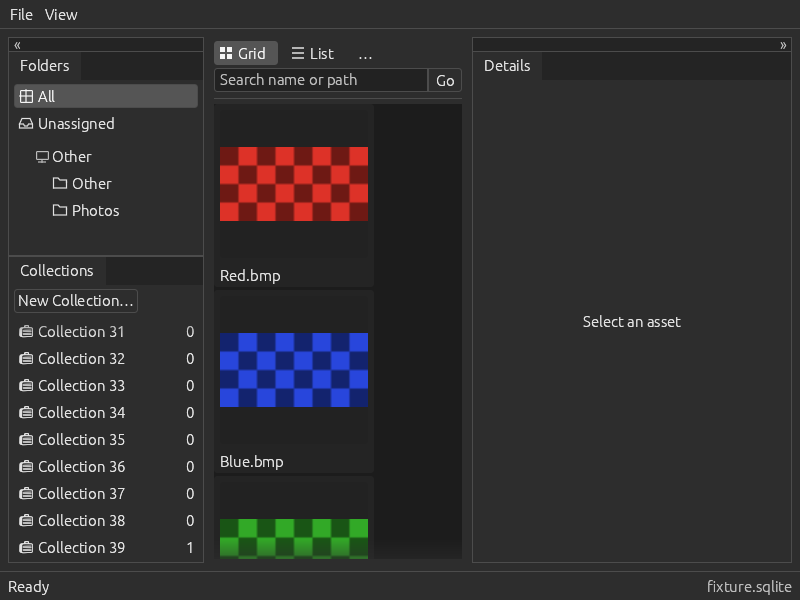 File View
«
Folders
All
Unassigned
Other
Other
Photos
Collections
New Collection...
Collection 31 0
Collection 32 0
Collection 33 0
Collection 34 0
Collection 35 0
Collection 36 0
Collection 37 0
Collection 38 0
Collection 39 1
Grid List ...
Search name or path Go
Red.bmp
Blue.bmp
»
Details
Select an asset
Ready fixture.sqlite